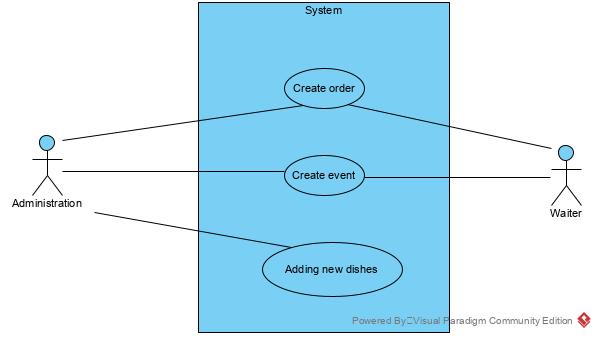 System
Create order
Create event
Administration
Waiter
Adding new dishes
Powered By Visual Paradigm Community Edition